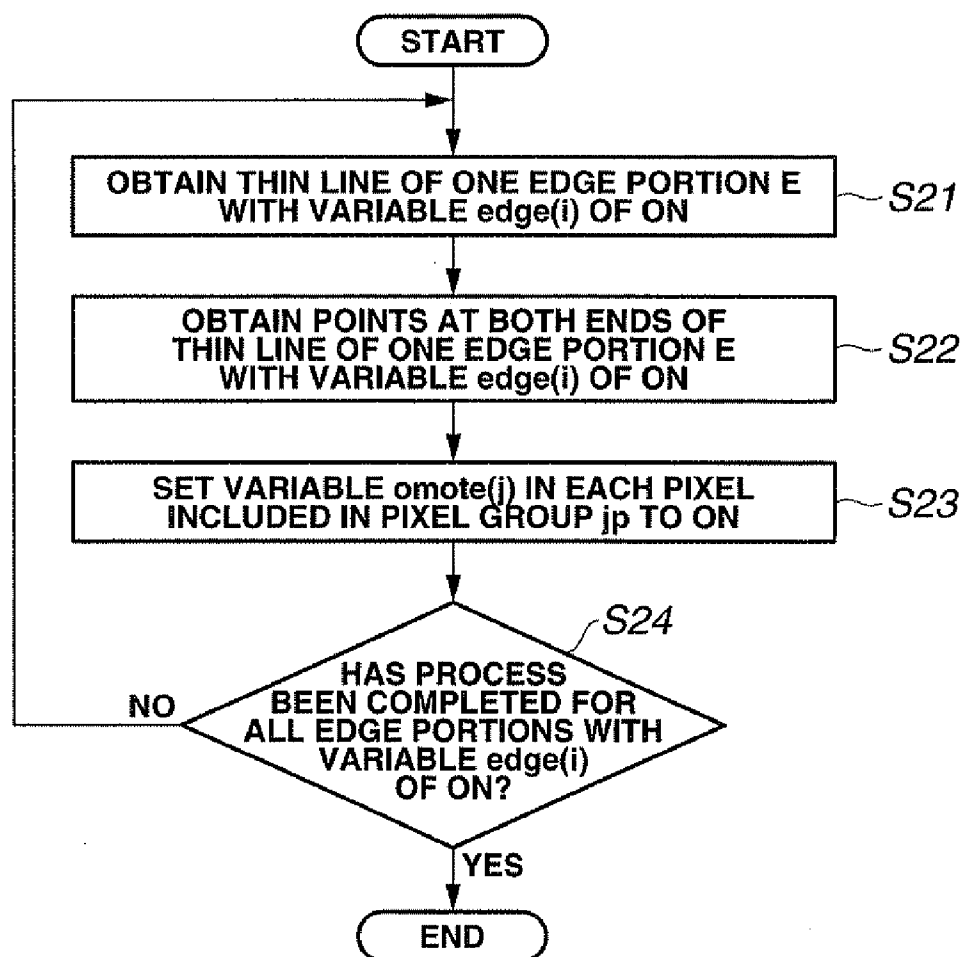 START
OBTAIN THIN LINE OF ONE EDGE PORTION E
WITH VARIABLE edge(i) OF ON
S21
OBTAIN POINTS AT BOTH ENDS OF
THIN LINE OF ONE EDGE PORTION E
WITH VARIABLE edge(i) OF ON
S22
SET VARIABLE omote(j) IN EACH PIXEL
INCLUDED IN PIXEL GROUP jp TO ON
S23
S24
HAS PROCESS
BEEN COMPLETED FOR
ALL EDGE PORTIONS WITH
VARIABLE edge(i)
OF ON?
NO
YES
END